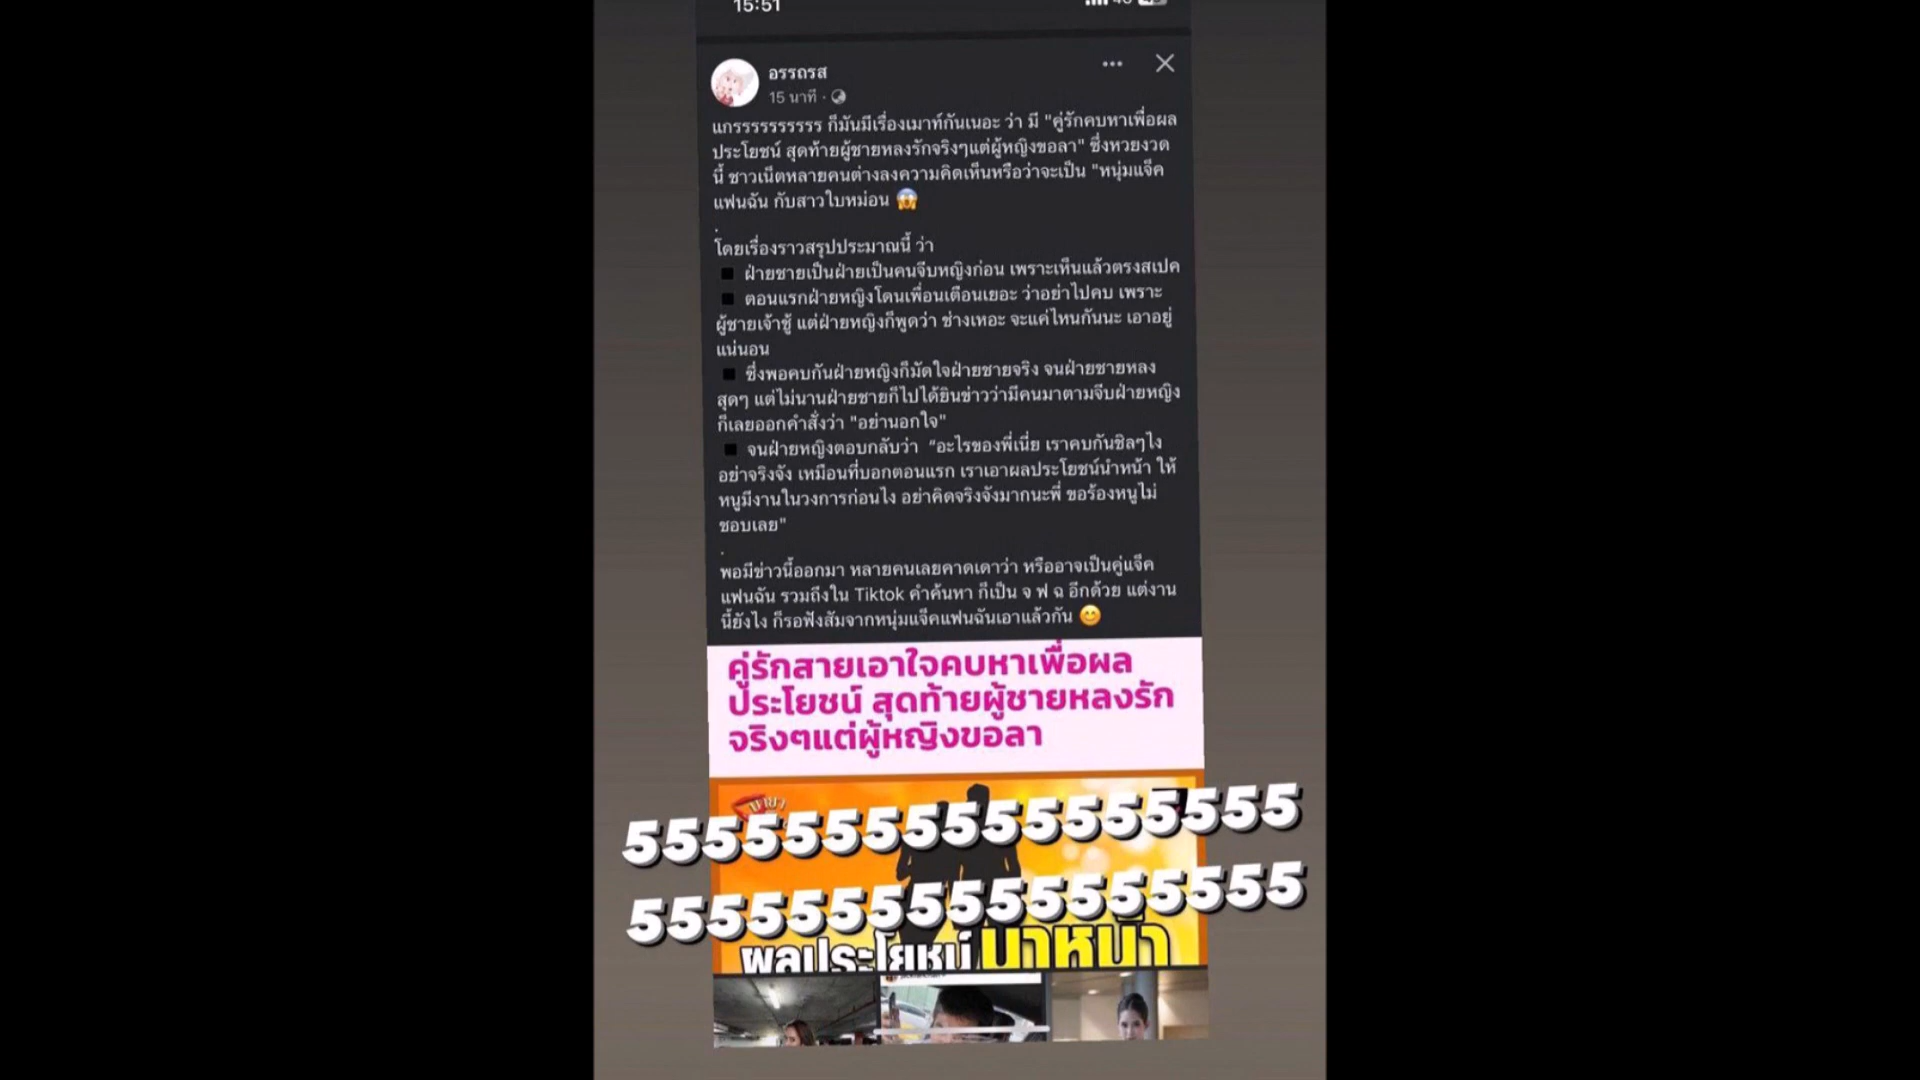 15:51
อรรถรส
15 นาที ·
แกรรรรรรรรรร ก็มันมีเรื่องเมาท์กันเนอะ ว่า มี "คู่รักคบหาเพื่อผล
ประโยชน์ สุดท้ายผู้ชายหลงรักจริงๆแต่ผู้หญิงขอลา" ซึ่งหวยงวด
นี้ ชาวเน็ตหลายคนต่างลงความคิดเห็นหรือว่าจะเป็น "หนุ่มแจ็ค
แฟนฉัน กับสาวใบหม่อน 😱
.
โดยเรื่องราวสรุปประมาณนี้ ว่า
◾ ฝ่ายชายเป็นฝ่ายเป็นคนจีบหญิงก่อน เพราะเห็นแล้วตรงสเปค
◾ ตอนแรกฝ่ายหญิงโดนเพื่อนเตือนเยอะ ว่าอย่าไปคบ เพราะ
ผู้ชายเจ้าชู้ แต่ฝ่ายหญิงก็พูดว่า ช่างเหอะ จะแค่ไหนกันนะ เอาอยู่
แน่นอน
◾ ซึ่งพอคบกันฝ่ายหญิงก็มัดใจฝ่ายชายจริง จนฝ่ายชายหลง
สุดๆ แต่ไม่นานฝ่ายชายก็ไปได้ยินข่าวว่ามีคนมาตามจีบฝ่ายหญิง
ก็เลยออกคำสั่งว่า "อย่านอกใจ"
◾ จนฝ่ายหญิงตอบกลับว่า “อะไรของพี่เนี่ย เราคบกันชิลๆไง
อย่าจริงจัง เหมือนที่บอกตอนแรก เราเอาผลประโยชน์นำหน้า ให้
หนูมีงานในวงการก่อนไง อย่าคิดจริงจังมากนะพี่ ขอร้องหนูไม่
ชอบเลย"
.
พอมีข่าวนี้ออกมา หลายคนเลยคาดเดาว่า หรืออาจเป็นคู่แจ็ค
แฟนฉัน รวมถึงใน Tiktok คำค้นหา ก็เป็น จ ฟ ฉ อีกด้วย แต่งาน
นี้ยังไง ก็รอฟังสัมจากหนุ่มแจ็คแฟนฉันเอาแล้วกัน 😊
คู่รักสายเอาใจคบหาเพื่อผล
ประโยชน์ สุดท้ายผู้ชายหลงรัก
จริงๆแต่ผู้หญิงขอลา
55555555555555555
55555555555555555
ผลประโยชน์ นำหน้า